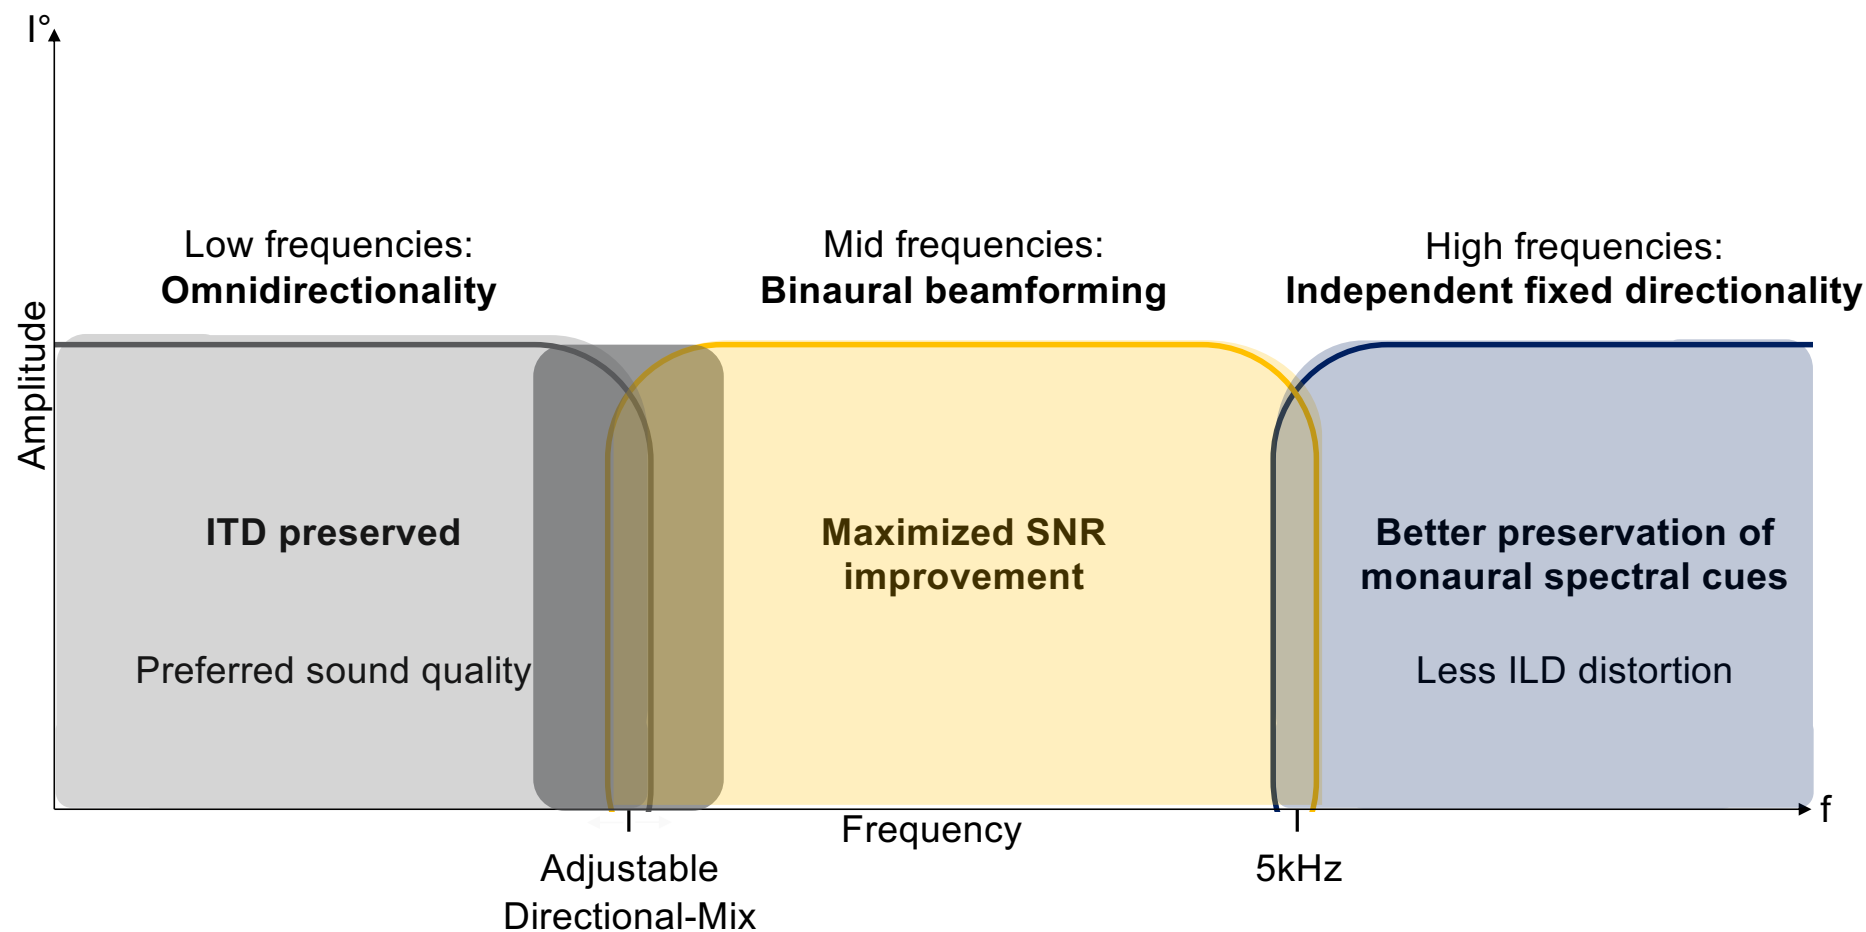 I°
Low frequencies:
Omnidirectionality
Mid frequencies:
Binaural beamforming
High frequencies:
Independent fixed directionality
Amplitude
ITD preserved
Preferred sound quality
Maximized SNR
improvement
Better preservation of
monaural spectral cues
Less ILD distortion
f
Frequency
Adjustable
Directional-Mix
5kHz